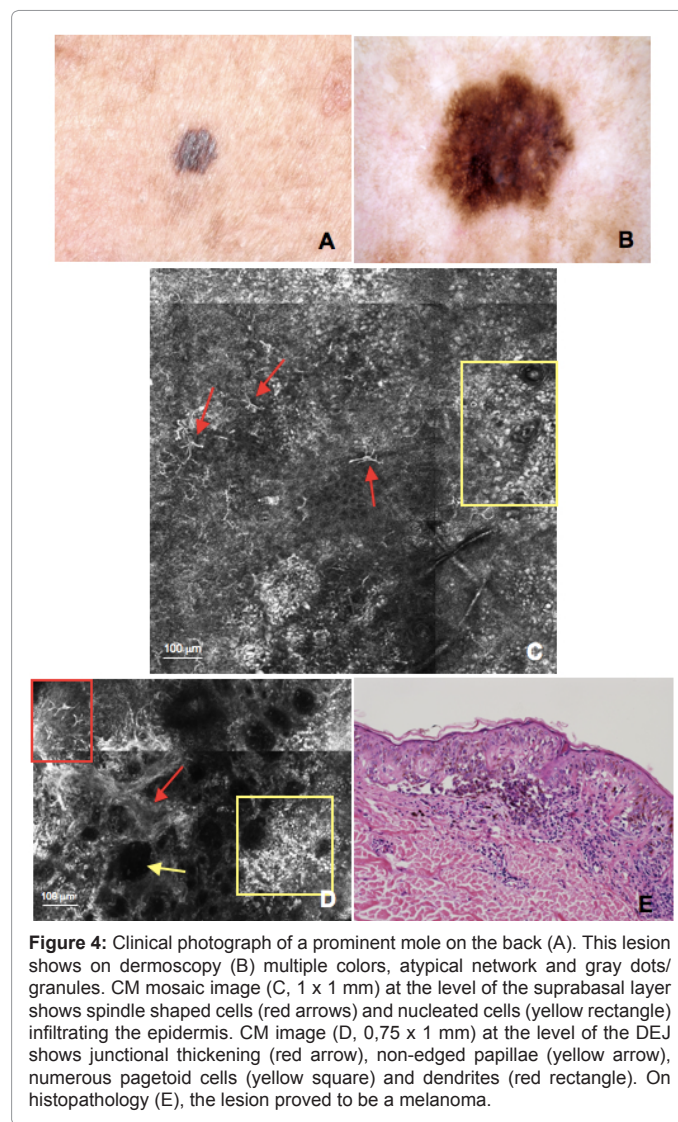 A
B
100 µm
C
100 µm
D
E
Figure 4: Clinical photograph of a prominent mole on the back (A). This lesion
shows on dermoscopy (B) multiple colors, atypical network and gray dots/
granules. CM mosaic image (C, 1 x 1 mm) at the level of the suprabasal layer
shows spindle shaped cells (red arrows) and nucleated cells (yellow rectangle)
infiltrating the epidermis. CM image (D, 0,75 x 1 mm) at the level of the DEJ
shows junctional thickening (red arrow), non-edged papillae (yellow arrow),
numerous pagetoid cells (yellow square) and dendrites (red rectangle). On
histopathology (E), the lesion proved to be a melanoma.